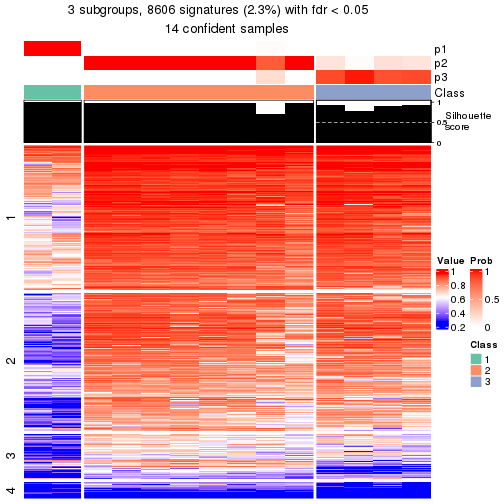 3 subgroups, 8606 signatures (2.3%) with fdr < 0.05
14 confident samples
p1
p2
p3
Class
1
0.5
0
Silhouette
score
1
2
3
4
Value
1
0.8
0.6
0.4
0.2
Prob
1
0.5
0
Class
1
2
3